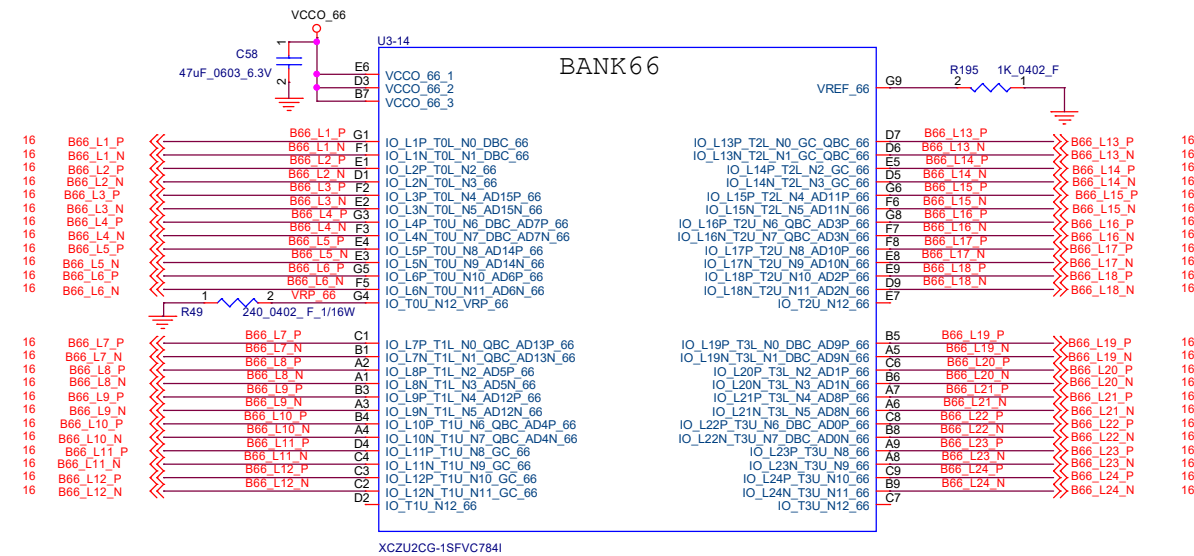 VCCO_66
U3-14
C58
1
47uF_0603_6.3V
2
BANK66
E6 VCCO_66_1
D3 VCCO_66_2
B7 VCCO_66_3
VREF_66 G9 2 R195 1K_0402_F 1
16 B66_L1_P B66_L1_P G1 IO_L1P_T0L_N0_DBC_66
16 B66_L1_N B66_L1_N F1 IO_L1N_T0L_N1_DBC_66
16 B66_L2_P B66_L2_P E1 IO_L2P_T0L_N2_66
16 B66_L2_N B66_L2_N D1 IO_L2N_T0L_N3_66
16 B66_L3_P B66_L3_P F2 IO_L3P_T0L_N4_AD15P_66
16 B66_L3_N B66_L3_N E2 IO_L3N_T0L_N5_AD15N_66
16 B66_L4_P B66_L4_P G3 IO_L4P_T0U_N6_DBC_AD7P_66
16 B66_L4_N B66_L4_N F3 IO_L4N_T0U_N7_DBC_AD7N_66
16 B66_L5_P B66_L5_P E4 IO_L5P_T0U_N8_AD14P_66
16 B66_L5_N B66_L5_N E3 IO_L5N_T0U_N9_AD14N_66
16 B66_L6_P B66_L6_P G5 IO_L6P_T0U_N10_AD6P_66
16 B66_L6_N B66_L6_N F5 IO_L6N_T0U_N11_AD6N_66
1 2 VRP_66 G4 IO_T0U_N12_VRP_66
R49 240_0402_F_1/16W
IO_L13P_T2L_N0_GC_QBC_66 D7 B66_L13_P B66_L13_P 16
IO_L13N_T2L_N1_GC_QBC_66 D6 B66_L13_N B66_L13_N 16
IO_L14P_T2L_N2_GC_66 E5 B66_L14_P B66_L14_P 16
IO_L14N_T2L_N3_GC_66 D5 B66_L14_N B66_L14_N 16
IO_L15P_T2L_N4_AD11P_66 G6 B66_L15_P B66_L15_P 16
IO_L15N_T2L_N5_AD11N_66 F6 B66_L15_N B66_L15_N 16
IO_L16P_T2U_N6_QBC_AD3P_66 G8 B66_L16_P B66_L16_P 16
IO_L16N_T2U_N7_QBC_AD3N_66 F7 B66_L16_N B66_L16_N 16
IO_L17P_T2U_N8_AD10P_66 F8 B66_L17_P B66_L17_P 16
IO_L17N_T2U_N9_AD10N_66 E8 B66_L17_N B66_L17_N 16
IO_L18P_T2U_N10_AD2P_66 E9 B66_L18_P B66_L18_P 16
IO_L18N_T2U_N11_AD2N_66 D9 B66_L18_N B66_L18_N 16
IO_T2U_N12_66 E7
16 B66_L7_P B66_L7_P C1 IO_L7P_T1L_N0_QBC_AD13P_66
16 B66_L7_N B66_L7_N B1 IO_L7N_T1L_N1_QBC_AD13N_66
16 B66_L8_P B66_L8_P A2 IO_L8P_T1L_N2_AD5P_66
16 B66_L8_N B66_L8_N A1 IO_L8N_T1L_N3_AD5N_66
16 B66_L9_P B66_L9_P B3 IO_L9P_T1L_N4_AD12P_66
16 B66_L9_N B66_L9_N A3 IO_L9N_T1L_N5_AD12N_66
16 B66_L10_P B66_L10_P B4 IO_L10P_T1U_N6_QBC_AD4P_66
16 B66_L10_N B66_L10_N A4 IO_L10N_T1U_N7_QBC_AD4N_66
16 B66_L11_P B66_L11_P D4 IO_L11P_T1U_N8_GC_66
16 B66_L11_N B66_L11_N C4 IO_L11N_T1U_N9_GC_66
16 B66_L12_P B66_L12_P C3 IO_L12P_T1U_N10_GC_66
16 B66_L12_N B66_L12_N C2 IO_L12N_T1U_N11_GC_66
D2 IO_T1U_N12_66
IO_L19P_T3L_N0_DBC_AD9P_66 B5 B66_L19_P B66_L19_P 16
IO_L19N_T3L_N1_DBC_AD9N_66 A5 B66_L19_N B66_L19_N 16
IO_L20P_T3L_N2_AD1P_66 C6 B66_L20_P B66_L20_P 16
IO_L20N_T3L_N3_AD1N_66 B6 B66_L20_N B66_L20_N 16
IO_L21P_T3L_N4_AD8P_66 A7 B66_L21_P B66_L21_P 16
IO_L21N_T3L_N5_AD8N_66 A6 B66_L21_N B66_L21_N 16
IO_L22P_T3U_N6_DBC_AD0P_66 C8 B66_L22_P B66_L22_P 16
IO_L22N_T3U_N7_DBC_AD0N_66 B8 B66_L22_N B66_L22_N 16
IO_L23P_T3U_N8_66 A9 B66_L23_P B66_L23_P 16
IO_L23N_T3U_N9_66 A8 B66_L23_N B66_L23_N 16
IO_L24P_T3U_N10_66 C9 B66_L24_P B66_L24_P 16
IO_L24N_T3U_N11_66 B9 B66_L24_N B66_L24_N 16
IO_T3U_N12_66 C7
XCZU2CG-1SFVC784I